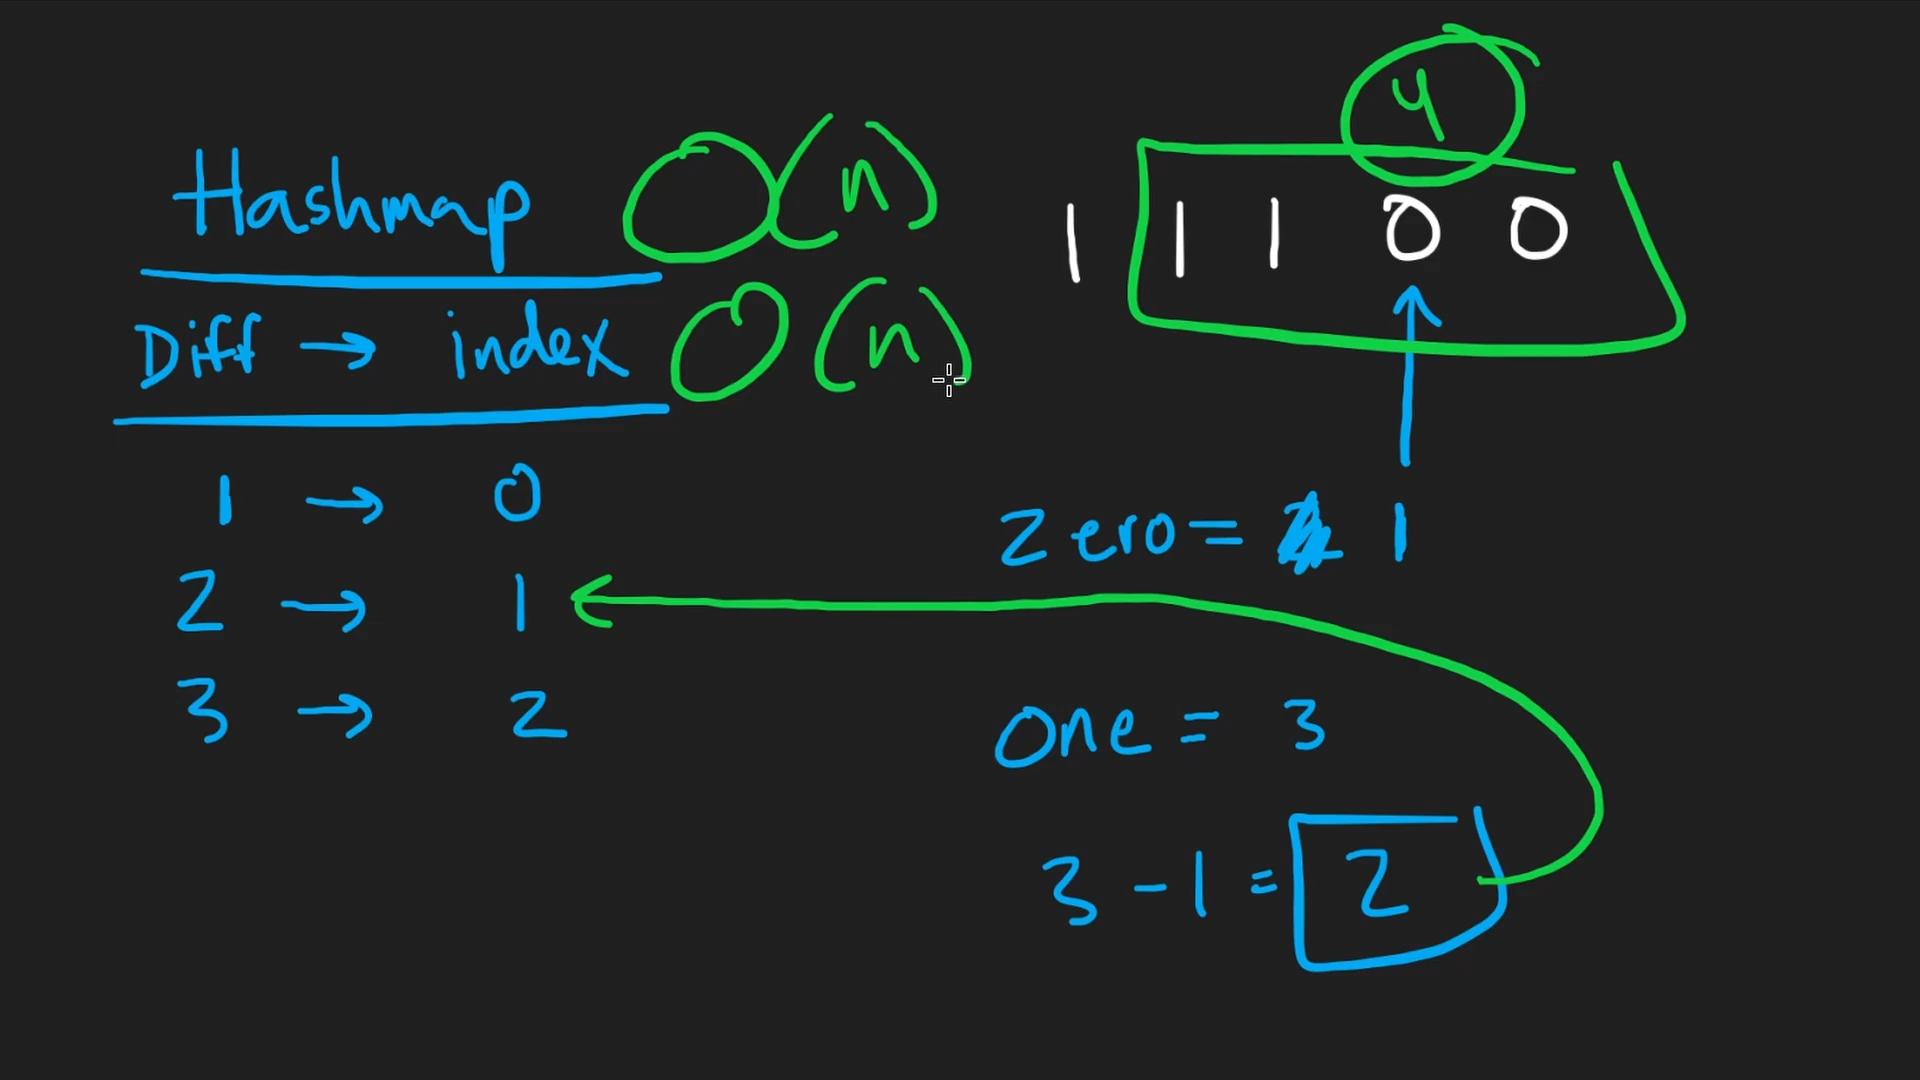 Hashmap O(n)
Diff → index O(n)
1 → 0
2 → 1
3 → 2
4
1 1 1 0 0
Zero = 1
One = 3
3 - 1 = 2